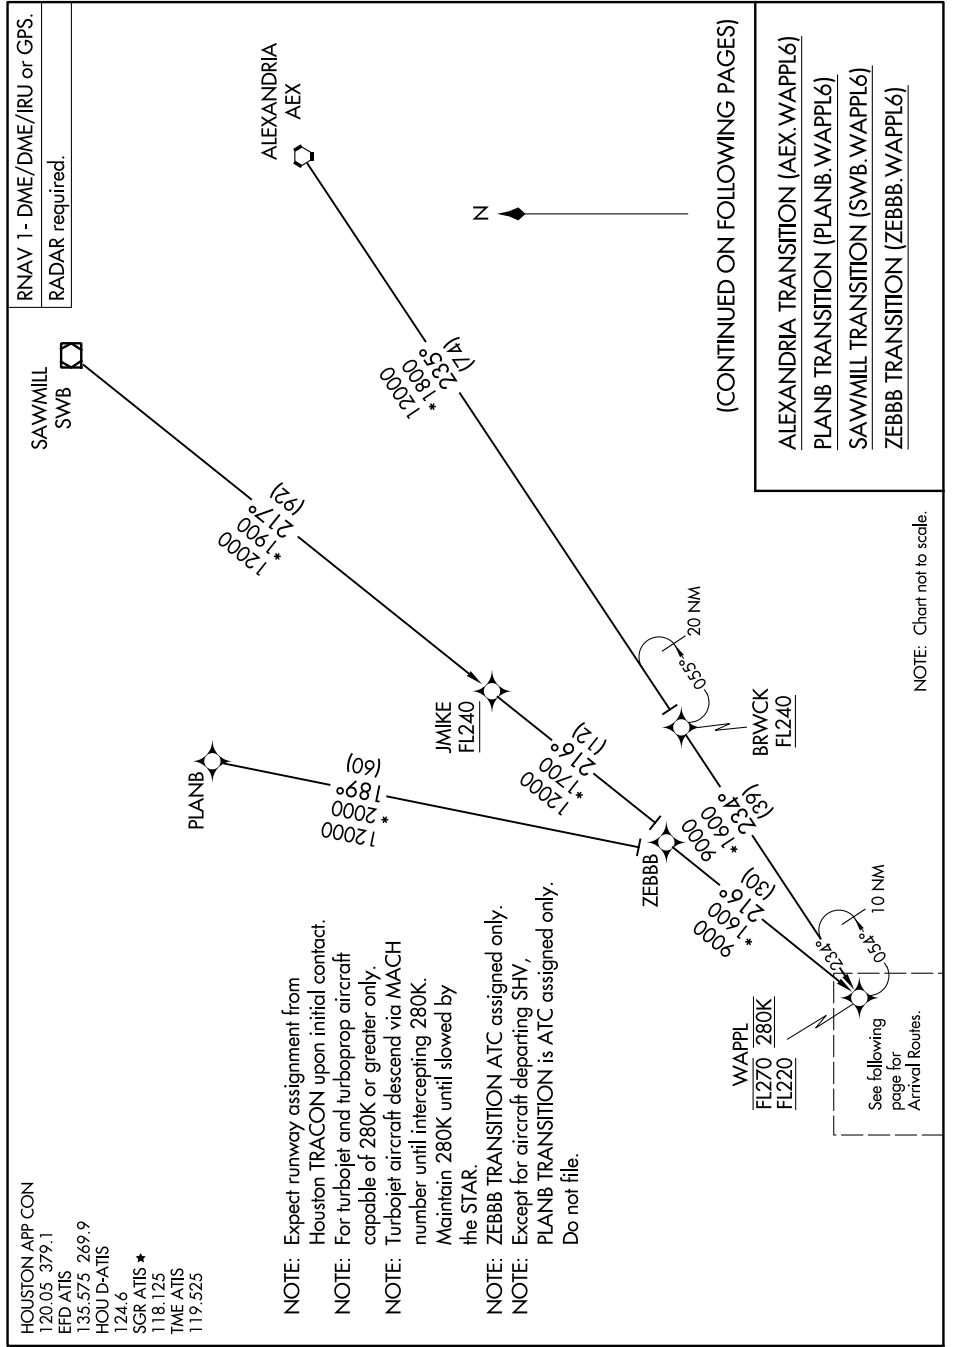 HOUSTON APP CON
120.05 379.1
EFD ATIS
135.575 269.9
HOU D-ATIS
124.6
SGR ATIS ★
118.125
TME ATIS
119.525
SAWMILL
SWB
RNAV 1- DME/DME/IRU or GPS.
RADAR required.
ALEXANDRIA
AEX
PLANB
12000
*1900
217°
(92)
12000
*2000
189°
(60)
JMIKE
FL240
12000
*1800
235°
(74)
N
12000
*1700
216°
(12)
NOTE: Expect runway assignment from
Houston TRACON upon initial contact.
NOTE: For turbojet and turboprop aircraft
capable of 280K or greater only.
NOTE: Turbojet aircraft descend via MACH
number until intercepting 280K.
Maintain 280K until slowed by
the STAR.
NOTE: ZEBBB TRANSITION ATC assigned only.
NOTE: Except for aircraft departing SHV,
PLANB TRANSITION is ATC assigned only.
Do not file.
ZEBBB
055°
20 NM
BRWCK
FL240
9000
*1600
216°
(30)
9000
*1600
234°
(39)
WAPPL
FL270 280K
FL220
234°
054°
10 NM
See following
page for
Arrival Routes.
NOTE: Chart not to scale.
(CONTINUED ON FOLLOWING PAGES)
ALEXANDRIA TRANSITION (AEX.WAPPL6)
PLANB TRANSITION (PLANB.WAPPL6)
SAWMILL TRANSITION (SWB.WAPPL6)
ZEBBB TRANSITION (ZEBBB.WAPPL6)